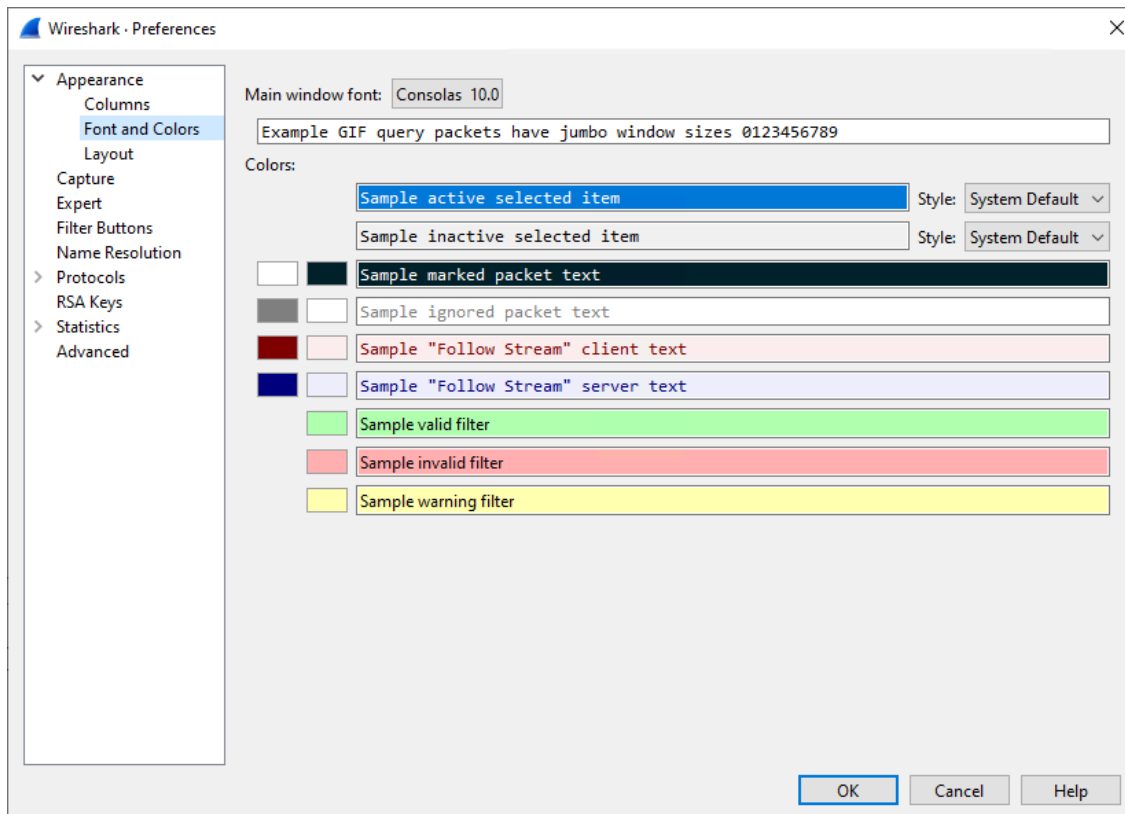 Wireshark · Preferences
Appearance
Columns
Font and Colors
Layout
Capture
Expert
Filter Buttons
Name Resolution
Protocols
RSA Keys
Statistics
Advanced
Main window font: Consolas 10.0
Example GIF query packets have jumbo window sizes 0123456789
Colors:
Sample active selected item Style: System Default
Sample inactive selected item Style: System Default
Sample marked packet text
Sample ignored packet text
Sample "Follow Stream" client text
Sample "Follow Stream" server text
Sample valid filter
Sample invalid filter
Sample warning filter
OK Cancel Help